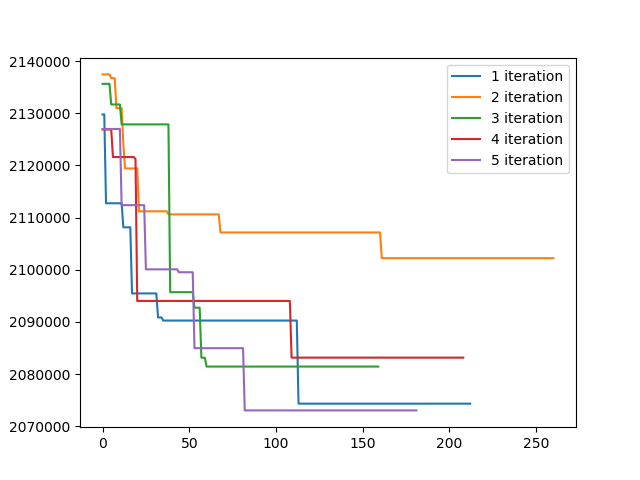 2140000
2130000
2120000
2110000
2100000
2090000
2080000
2070000
0 50 100 150 200 250
1 iteration
2 iteration
3 iteration
4 iteration
5 iteration